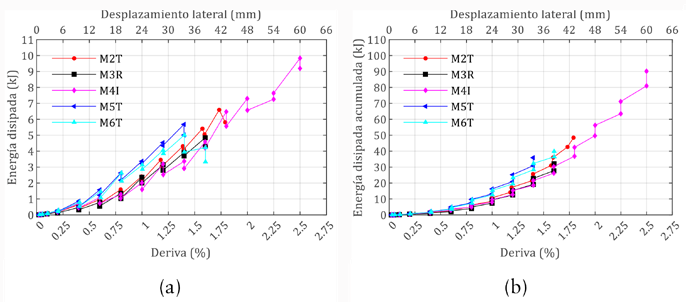 Desplazamiento lateral (mm)
0 6 12 18 24 30 36 42 48 54 60 66
11
10
9
8
7
6
5
4
3
2
1
0
Energía disipada (kJ)
M2T
M3R
M4I
M5T
M6T
0 0.25 0.5 0.75 1 1.25 1.5 1.75 2 2.25 2.5 2.75
Deriva (%)
(a)
Desplazamiento lateral (mm)
0 6 12 18 24 30 36 42 48 54 60 66
110
100
90
80
70
60
50
40
30
20
10
0
Energía disipada acumulada (kJ)
M2T
M3R
M4I
M5T
M6T
0 0.25 0.5 0.75 1 1.25 1.5 1.75 2 2.25 2.5 2.75
Deriva (%)
(b)